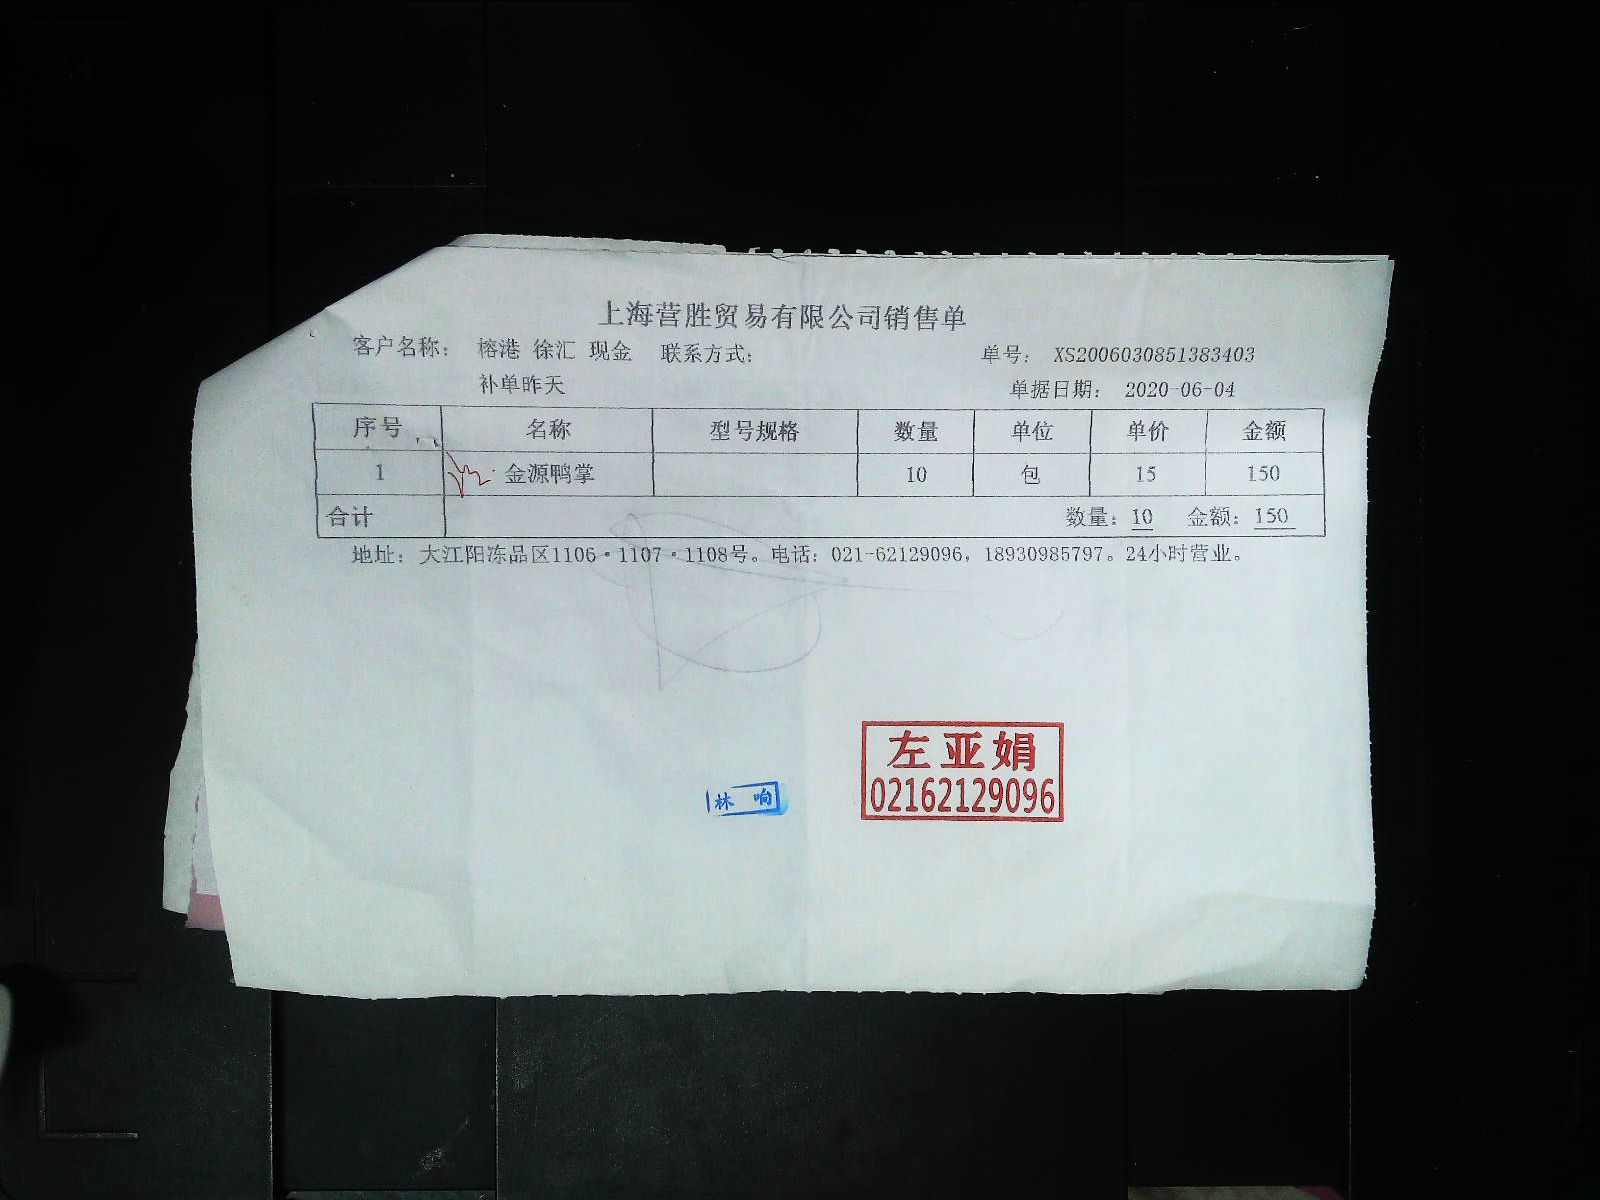 上海营胜贸易有限公司销售单
客户名称： 榕港 徐汇 现金 联系方式： 单号： XS2006030851383403
补单昨天 单据日期： 2020-06-04
序号 名称 型号规格 数量 单位 单价 金额
1 金源鸭掌 10 包 15 150
合计 数量：10 金额：150
地址：大江阳冻品区1106·1107·1108号。电话：021-62129096，18930985797。24小时营业。
左亚娟
02162129096
林响